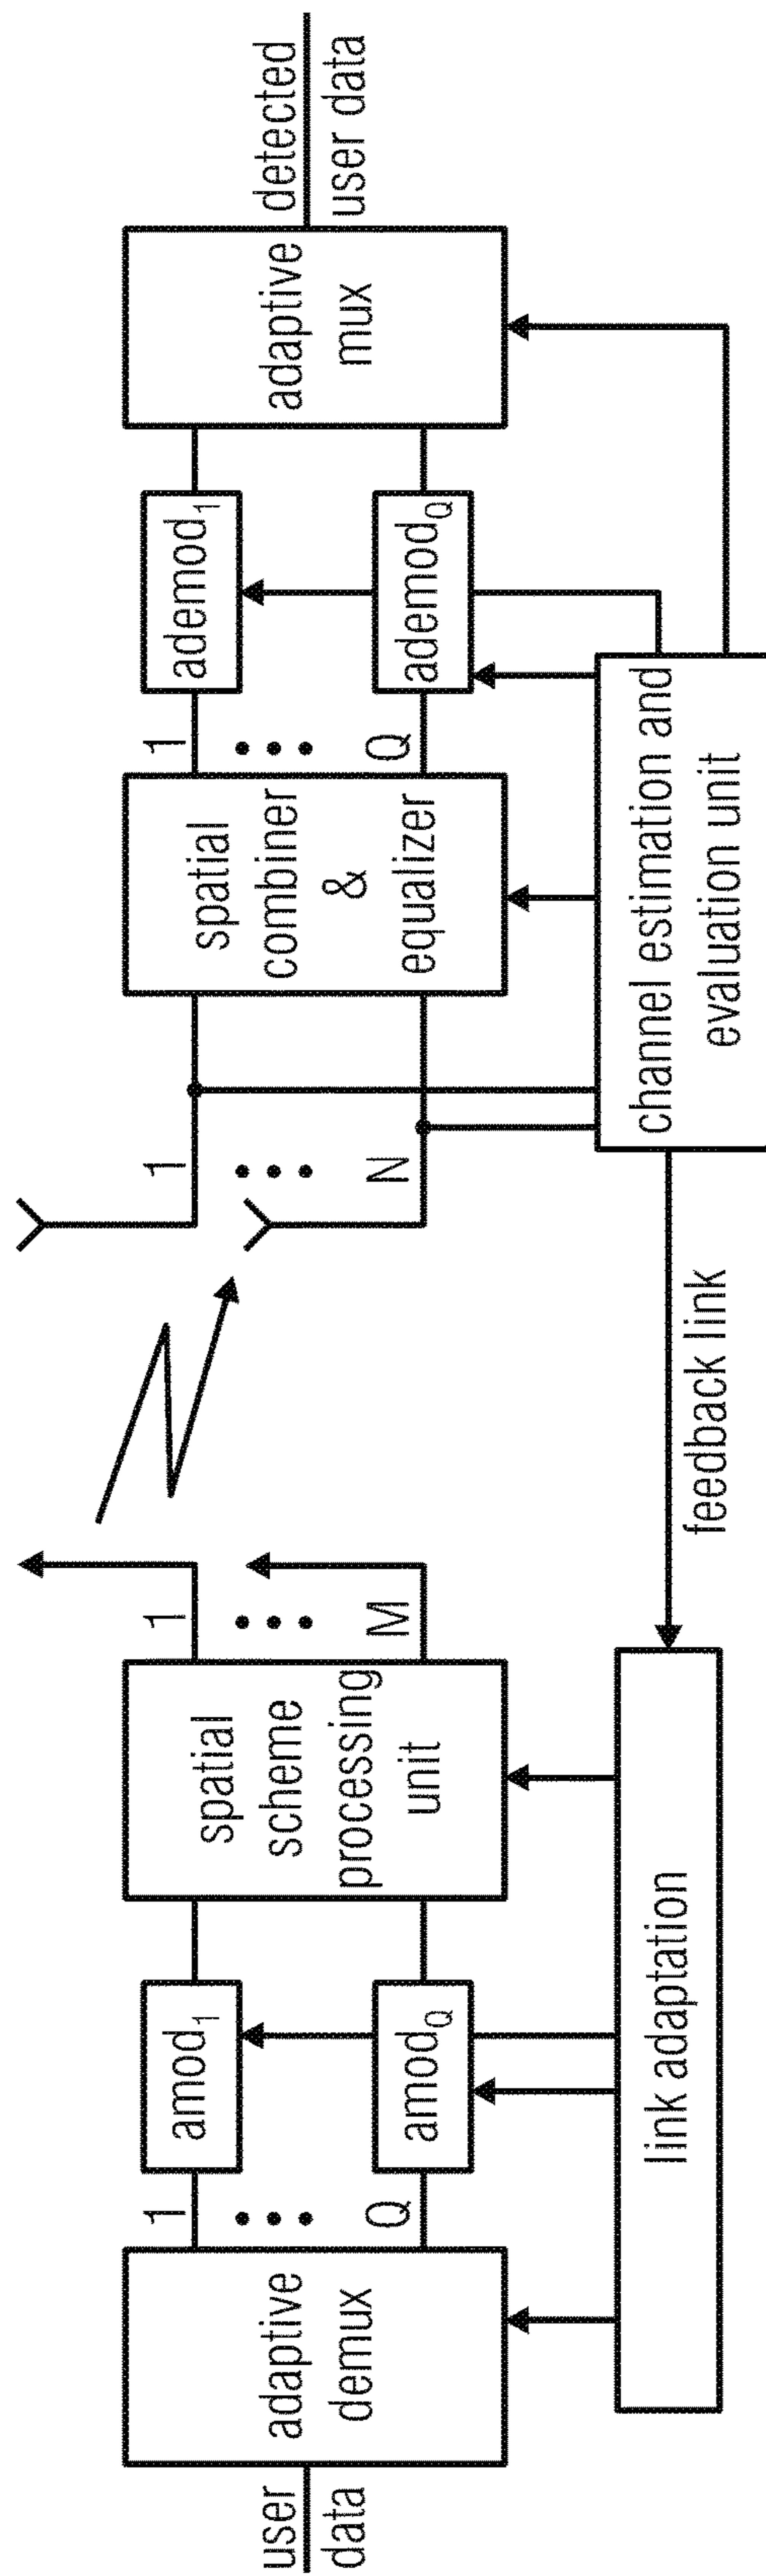 user
data
adaptive
demux
1
Q
amod1
amodQ
spatial
scheme
processing
unit
1
M
link adaptation
feedback link
1
N
spatial
combiner
&
equalizer
channel estimation and
evaluation unit
1
Q
ademod1
ademodQ
adaptive
mux
detected
user data